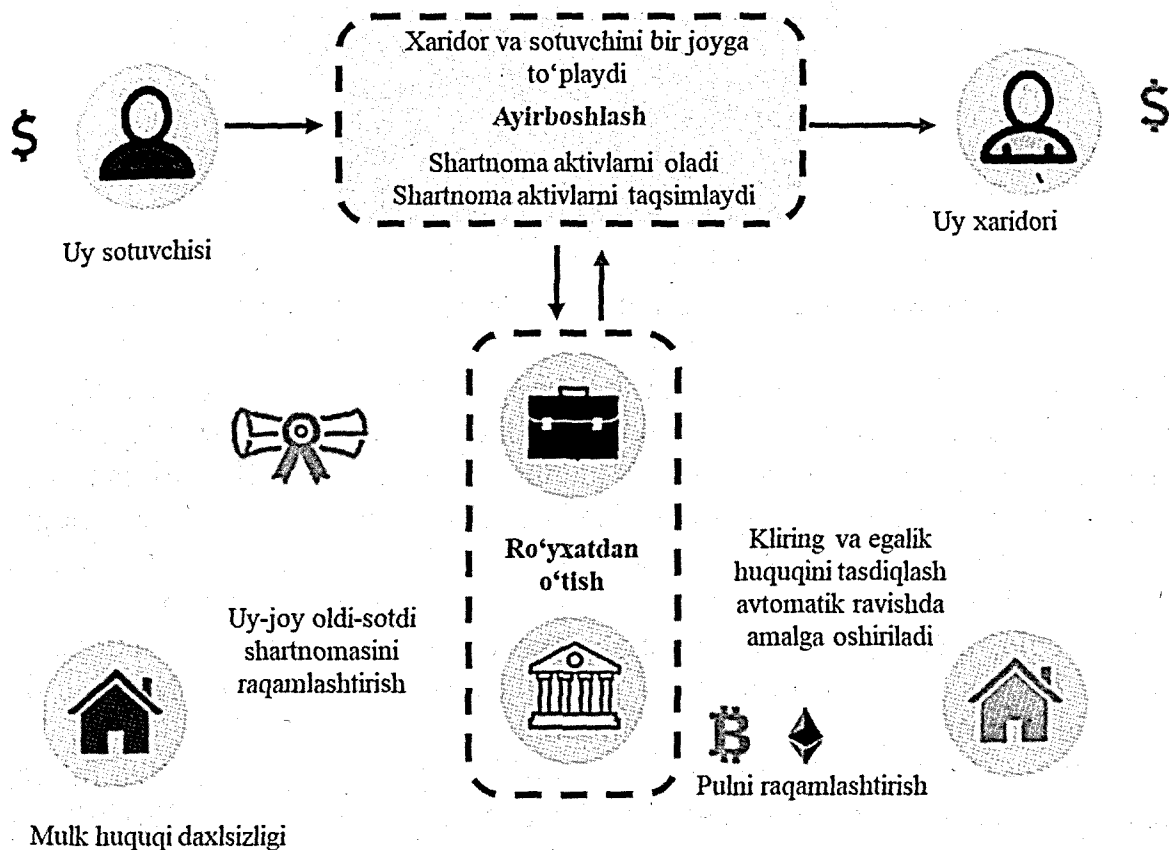 Xaridor va sotuvchini bir joyga
to‘playdi
Ayirboshlash
Shartnoma aktivlarni oladi
Shartnoma aktivlarni taqsimlaydi
$
$
Uy sotuvchisi
Uy xaridori
Ro‘yxatdan
o‘tish
Uy-joy oldi-sotdi
shartnomasini
raqamlashtirish
Kliring va egalik
huquqini tasdiqlash
avtomatik ravishda
amalga oshiriladi
Pulni raqamlashtirish
Mulk huquqi daxlsizligi